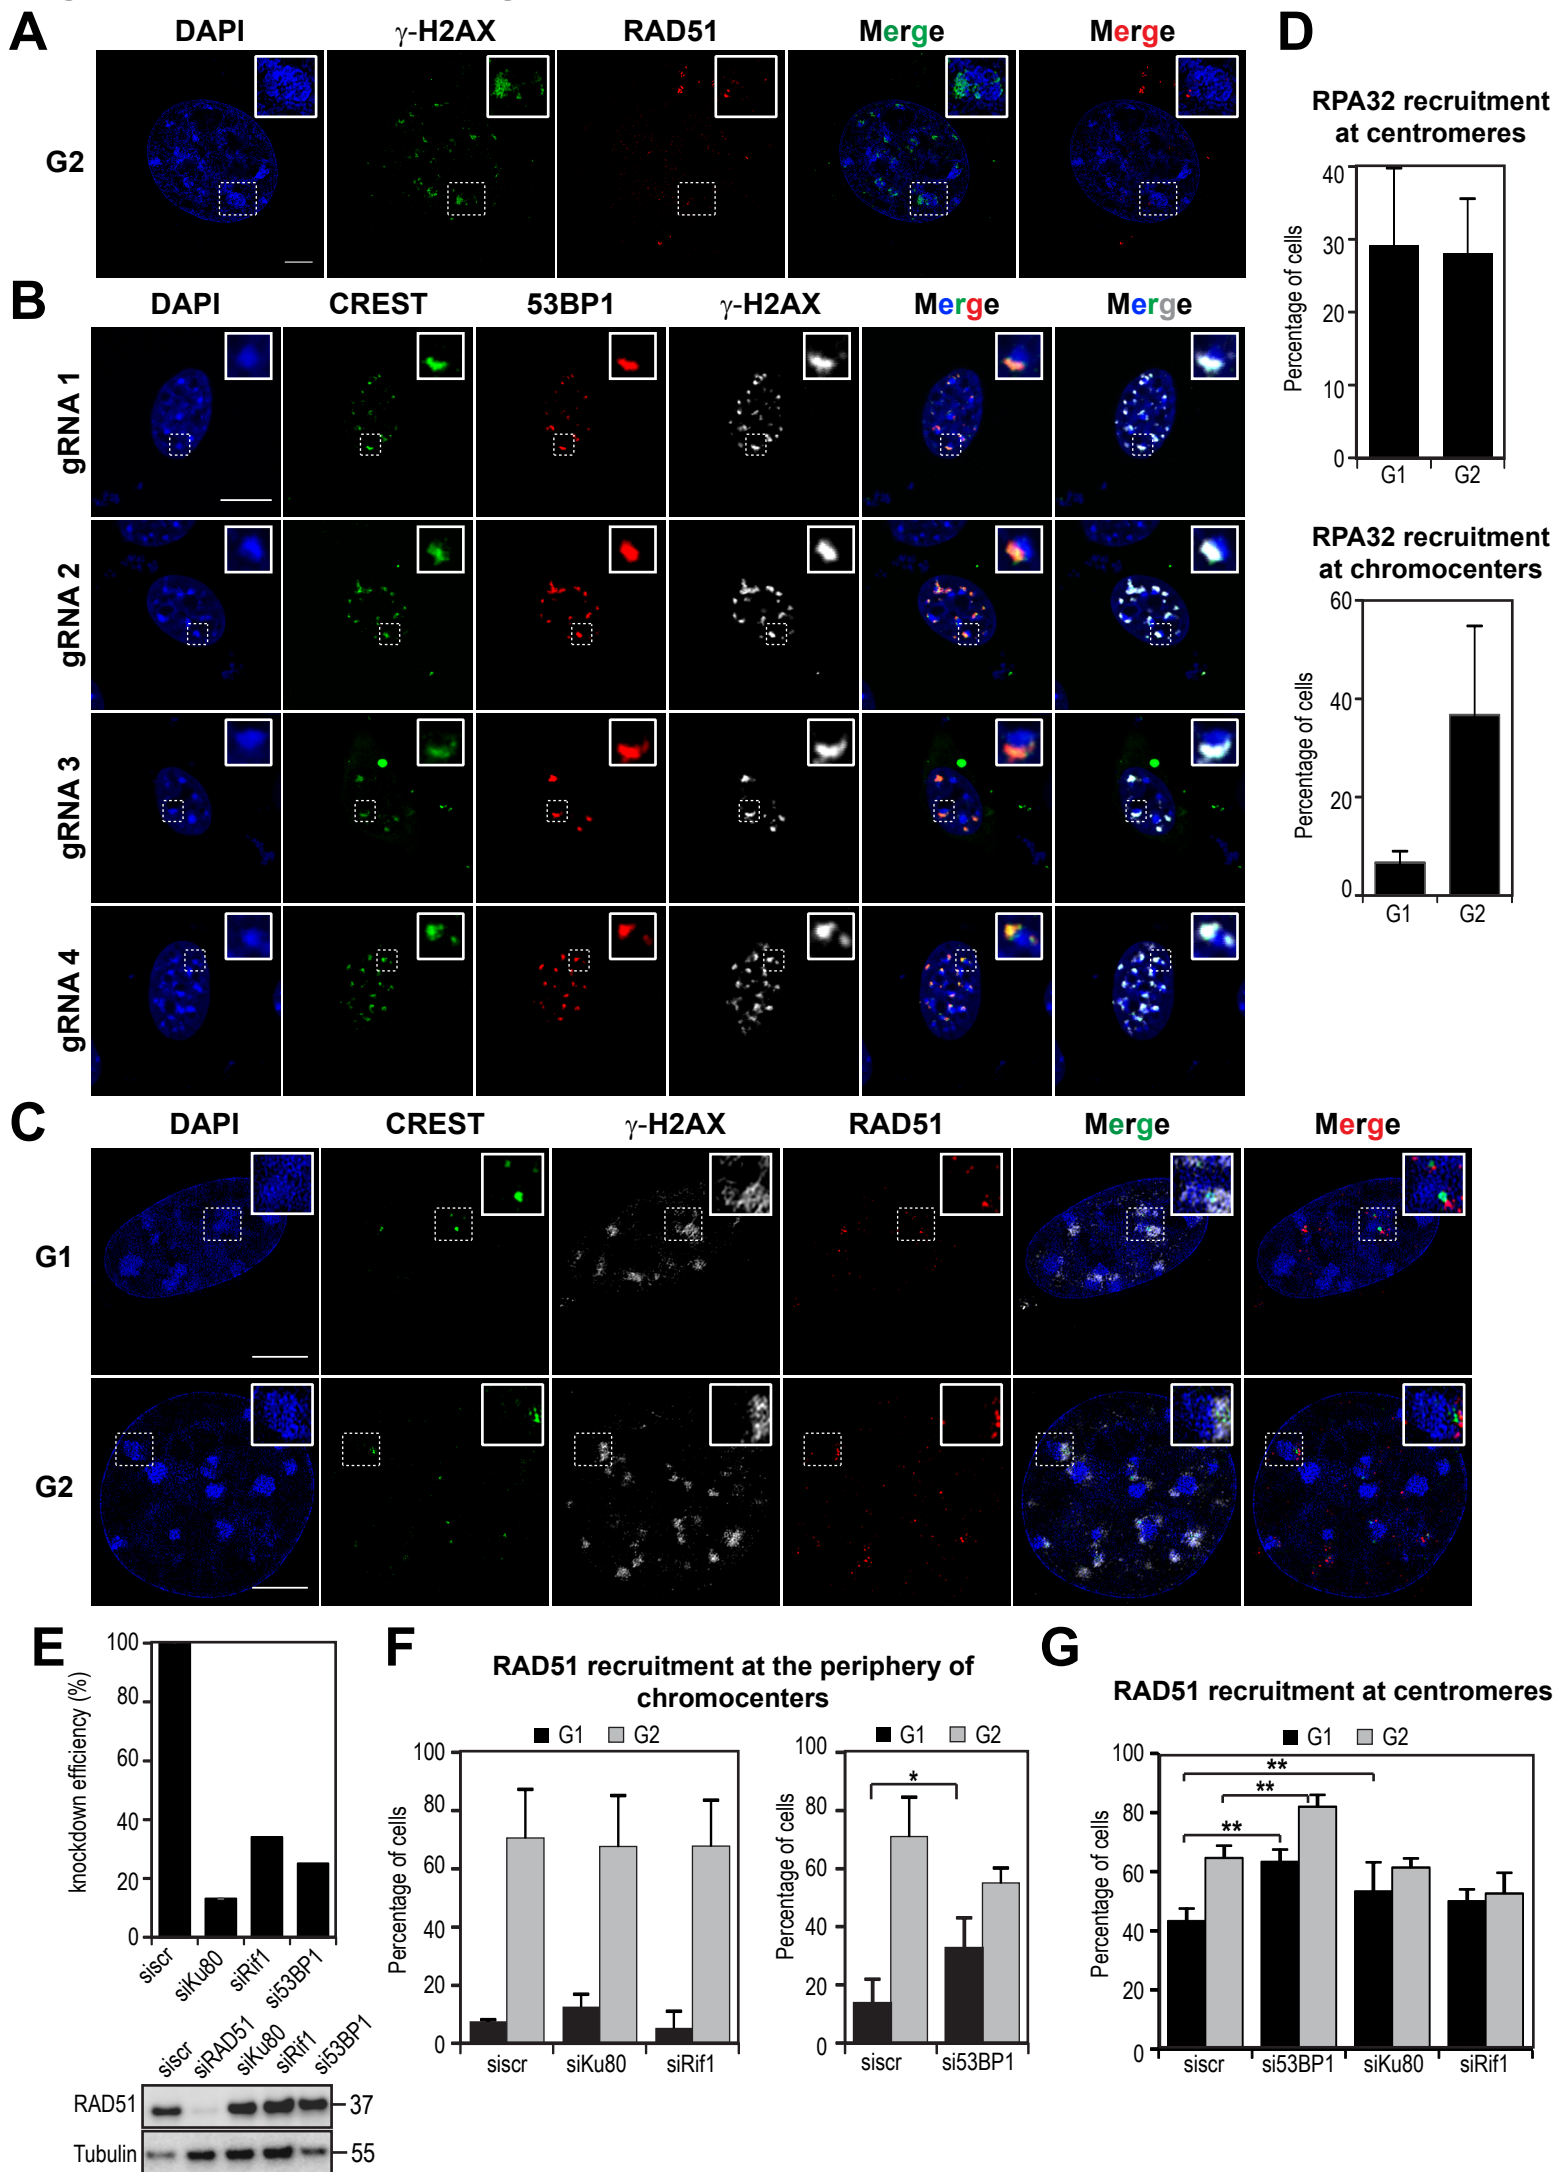 A
DAPI γ-H2AX RAD51 Merge Merge
G2
B
DAPI CREST 53BP1 γ-H2AX Merge Merge
gRNA 1
gRNA 2
gRNA 3
gRNA 4
C
DAPI CREST γ-H2AX RAD51 Merge Merge
G1
G2
D
RPA32 recruitment
at centromeres
Percentage of cells
40
30
20
10
0
G1 G2
RPA32 recruitment
at chromocenters
Percentage of cells
60
40
20
0
G1 G2
E
knockdown efficiency (%)
100
80
60
40
20
0
siscr siKu80 siRif1 si53BP1
siscr siRAD51 siKu80 siRif1 si53BP1
RAD51 37
Tubulin 55
F
RAD51 recruitment at the periphery of
chromocenters
G1 G2
Percentage of cells
100
80
60
40
20
0
siscr siKu80 siRif1
G1 G2
Percentage of cells
100
80
60
40
20
0
*
siscr si53BP1
G
RAD51 recruitment at centromeres
G1 G2
Percentage of cells
100
80
60
40
20
0
**
**
**
siscr si53BP1 siKu80 siRif1